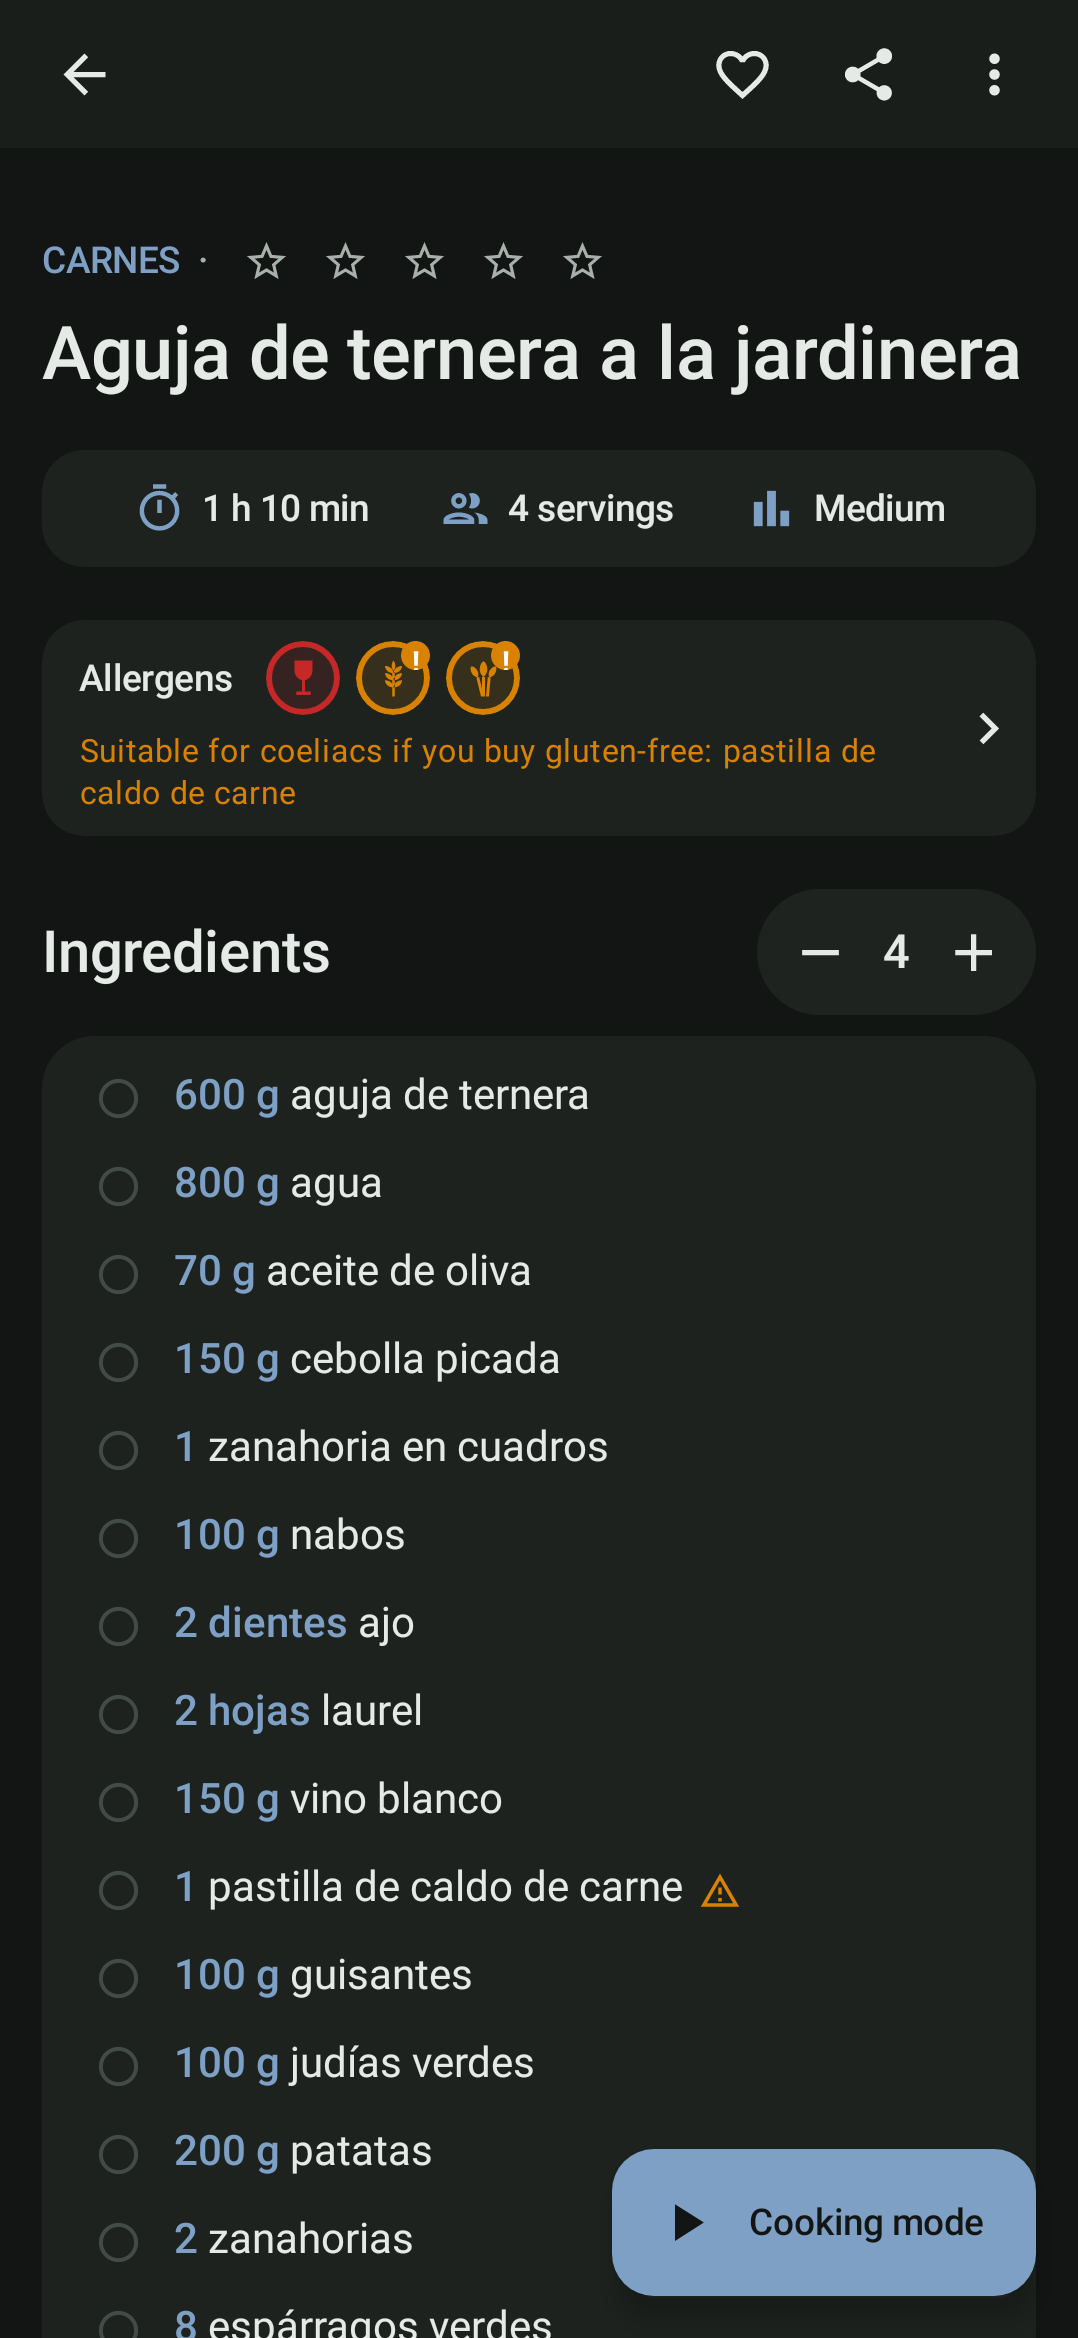 CARNES ·
Aguja de ternera a la jardinera
1 h 10 min
4 servings
Medium
Allergens
Suitable for coeliacs if you buy gluten-free: pastilla de
caldo de carne
Ingredients
4
600 g aguja de ternera
800 g agua
70 g aceite de oliva
150 g cebolla picada
1 zanahoria en cuadros
100 g nabos
2 dientes ajo
2 hojas laurel
150 g vino blanco
1 pastilla de caldo de carne
100 g guisantes
100 g judías verdes
200 g patatas
2 zanahorias
Cooking mode
8 espárragos verdes